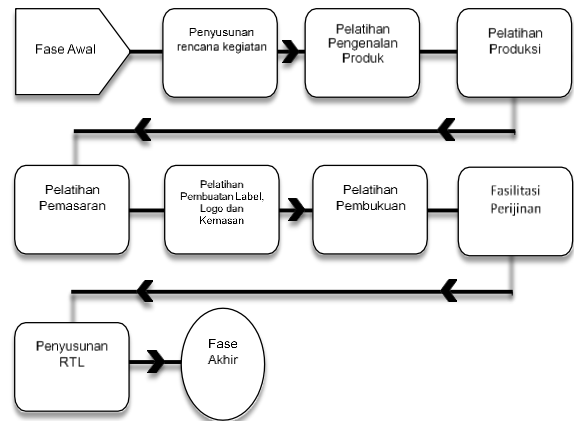 Fase Awal
Penyusunan
rencana kegiatan
Pelatihan
Pengenalan
Produk
Pelatihan
Produksi
Pelatihan
Pemasaran
Pelatihan
Pembuatan Label,
Logo dan
Kemasan
Pelatihan
Pembukuan
Fasilitasi
Perijinan
Penyusunan
RTL
Fase
Akhir